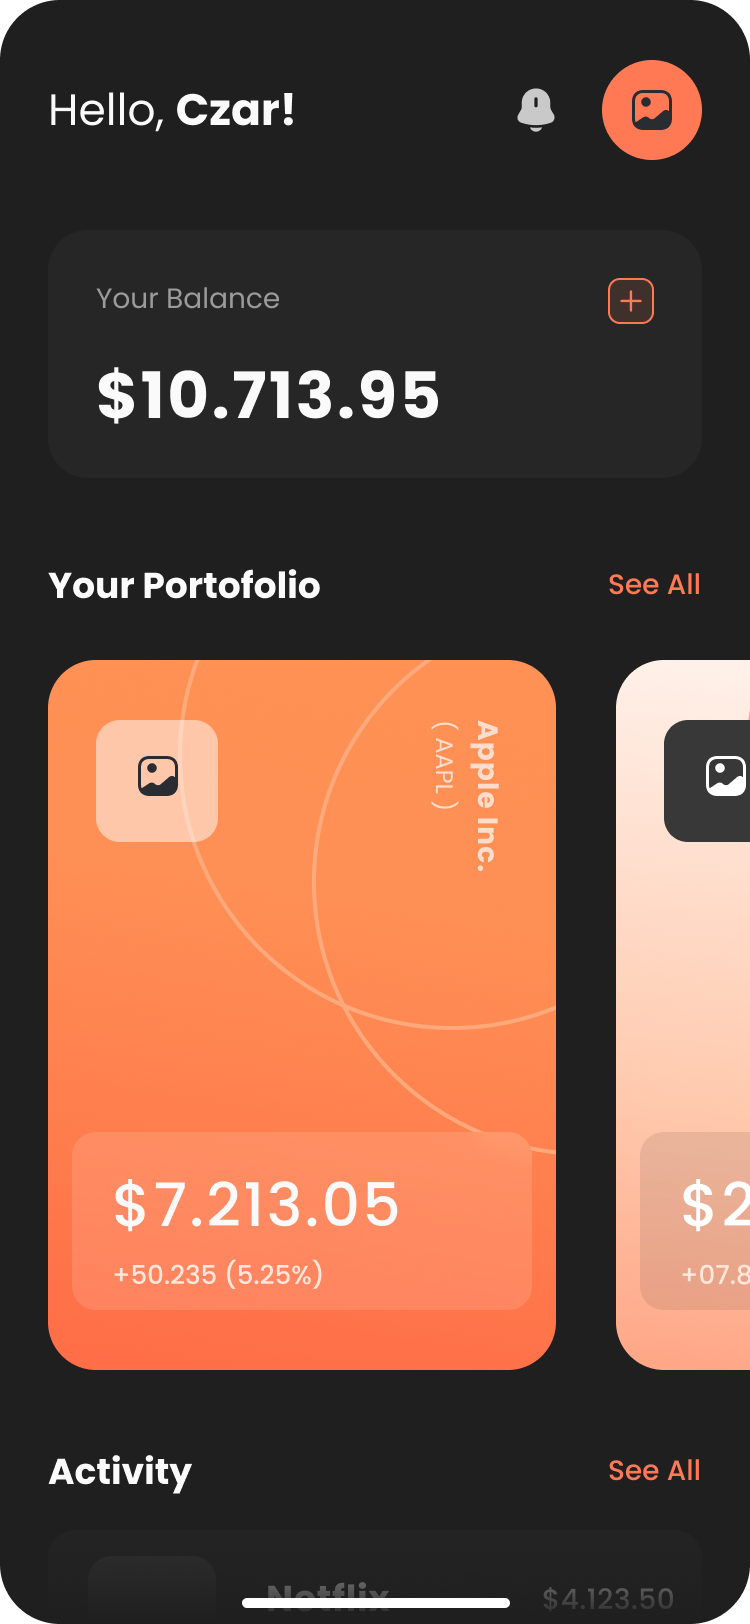 Hello, Czar!
Your Balance
$10.713.95
Your Portofolio
See All
Apple Inc.
( AAPL )
$7.213.05
+50.235 (5.25%)
$2
+07.8
Activity
See All
Netflix
$4.123.50